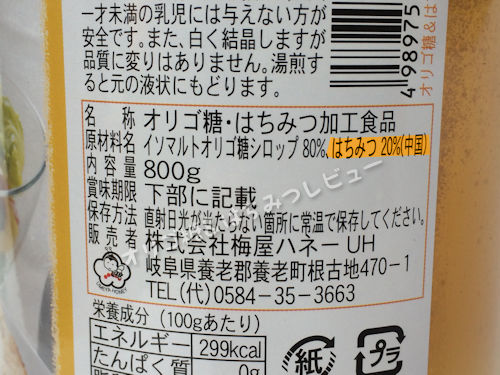 一才未満の乳児には与えない方が
安全です。また、白く結晶しますが
品質に変りはありません。湯煎
すると元の液状にもどります。
4 98975
オリゴ糖&は
名称 オリゴ糖・はちみつ加工食品
原材料名 イソマルトオリゴ糖シロップ 80%、はちみつ 20%(中国)
内容量 800g
賞味期限 下部に記載
保存方法 直射日光が当たらない箇所に常温で保存してください。
販売者 株式会社梅屋ハネー UH
岐阜県養老郡養老町根古地470-1
TEL(代) 0584-35-3663
栄養成分(100gあたり)
エネルギー 299kcal
たんぱく質 0g
紙
プラ